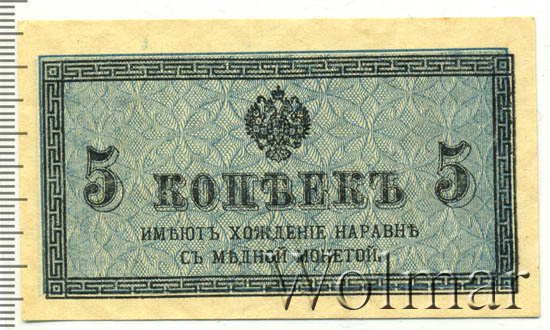 5 КОПѢЕКЪ 5
ИМѢЮТЪ ХОЖДЕНІЕ НАРАВНѢ
СЪ МѢДНОЙ МОНЕТОЙ.
Wolmar